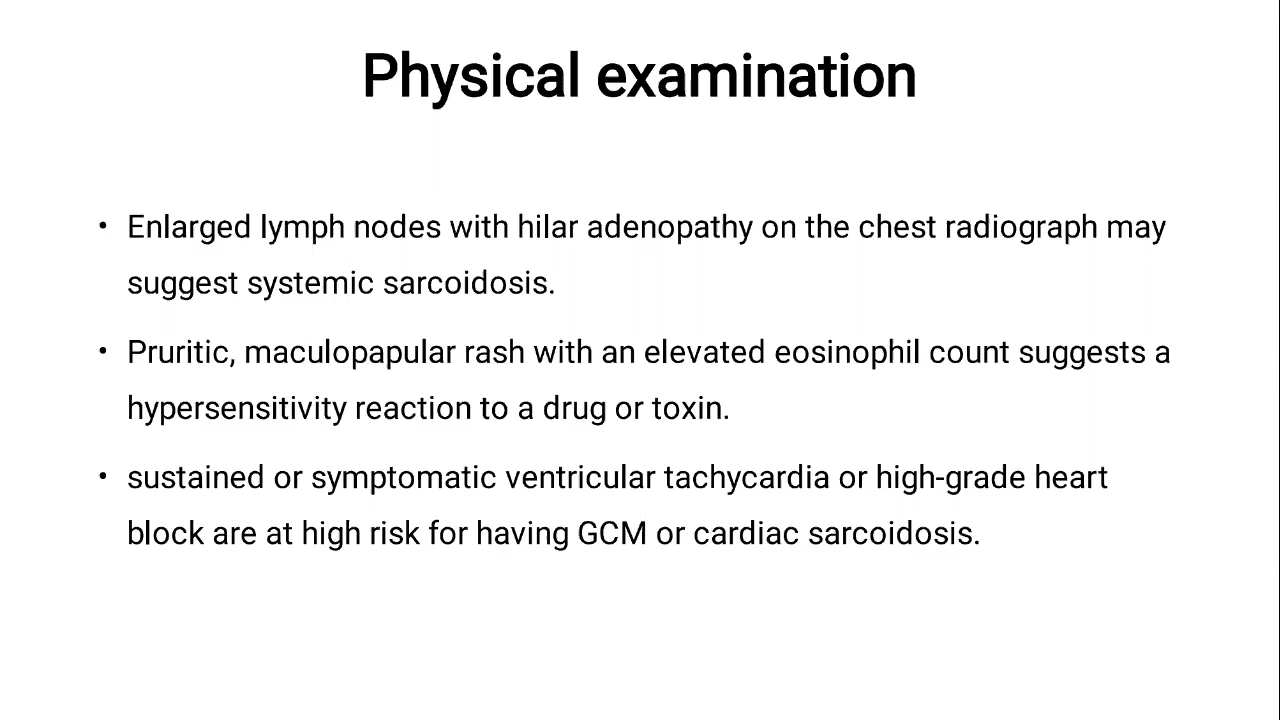 Physical examination
• Enlarged lymph nodes with hilar adenopathy on the chest radiograph may
suggest systemic sarcoidosis.
• Pruritic, maculopapular rash with an elevated eosinophil count suggests a
hypersensitivity reaction to a drug or toxin.
• sustained or symptomatic ventricular tachycardia or high-grade heart
block are at high risk for having GCM or cardiac sarcoidosis.